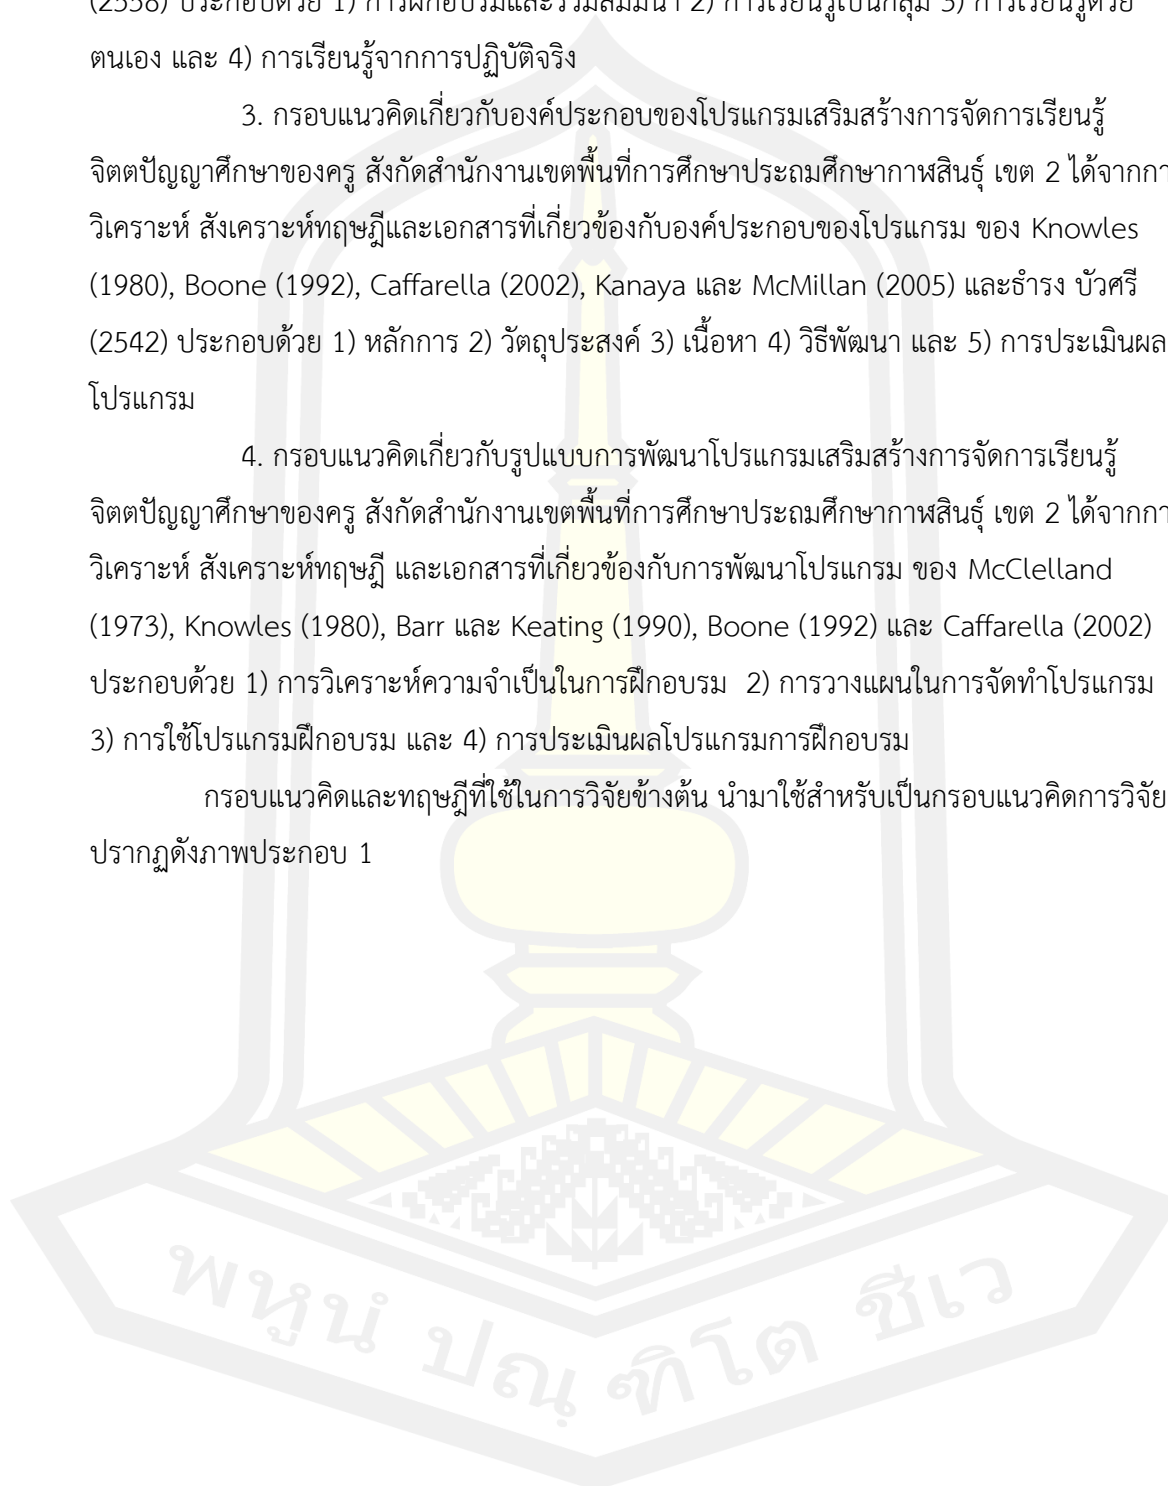 (2558) ประกอบด้วย 1) การฝึกอบรมและร่วมสัมมนา 2) การเรียนรู้เป็นกลุ่ม 3) การเรียนรู้ด้วย
ตนเอง และ 4) การเรียนรู้จากการปฏิบัติจริง
3. กรอบแนวคิดเกี่ยวกับองค์ประกอบของโปรแกรมเสริมสร้างการจัดการเรียนรู้
จิตตปัญญาศึกษาของครู สังกัดสำนักงานเขตพื้นที่การศึกษาประถมศึกษากาฬสินธุ์ เขต 2 ได้จากกา
วิเคราะห์ สังเคราะห์ทฤษฎีและเอกสารที่เกี่ยวข้องกับองค์ประกอบของโปรแกรม ของ Knowles
(1980), Boone (1992), Caffarella (2002), Kanaya และ McMillan (2005) และธำรง บัวศรี
(2542) ประกอบด้วย 1) หลักการ 2) วัตถุประสงค์ 3) เนื้อหา 4) วิธีพัฒนา และ 5) การประเมินผล
โปรแกรม
4. กรอบแนวคิดเกี่ยวกับรูปแบบการพัฒนาโปรแกรมเสริมสร้างการจัดการเรียนรู้
จิตตปัญญาศึกษาของครู สังกัดสำนักงานเขตพื้นที่การศึกษาประถมศึกษากาฬสินธุ์ เขต 2 ได้จากกา
วิเคราะห์ สังเคราะห์ทฤษฎี และเอกสารที่เกี่ยวข้องกับการพัฒนาโปรแกรม ของ McClelland
(1973), Knowles (1980), Barr และ Keating (1990), Boone (1992) และ Caffarella (2002)
ประกอบด้วย 1) การวิเคราะห์ความจำเป็นในการฝึกอบรม 2) การวางแผนในการจัดทำโปรแกรม
3) การใช้โปรแกรมฝึกอบรม และ 4) การประเมินผลโปรแกรมการฝึกอบรม
กรอบแนวคิดและทฤษฎีที่ใช้ในการวิจัยข้างต้น นำมาใช้สำหรับเป็นกรอบแนวคิดการวิจัย
ปรากฏดังภาพประกอบ 1
พหูนํ ปณฺฑิโต ชีเว